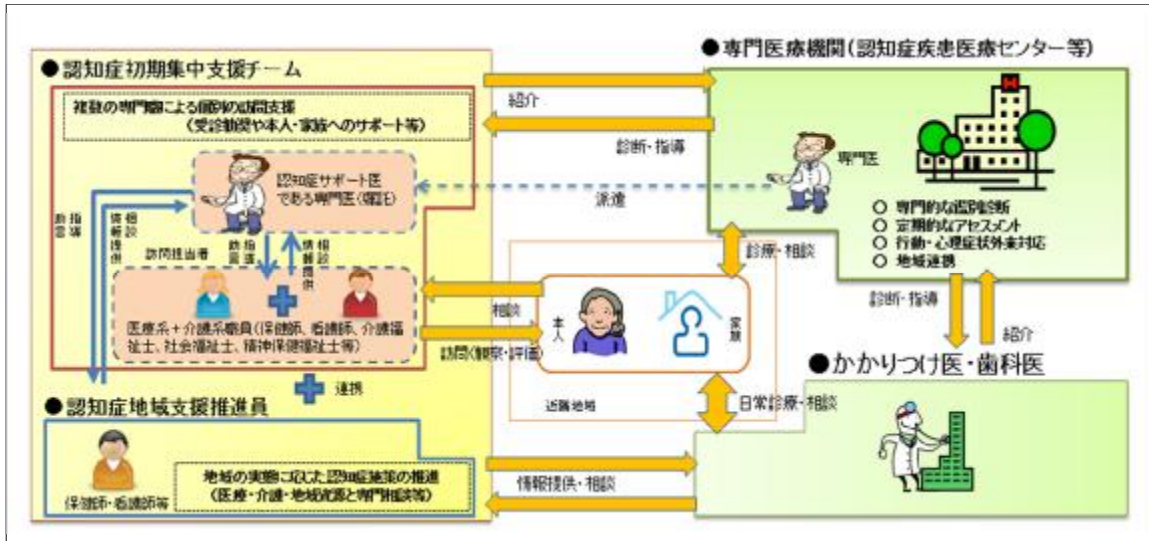 ●認知症初期集中支援チーム
複数の専門職による個別の訪問支援
(受診勧奨や本人・家族へのサポート等)
認知症サポート医
である専門医(嘱託)
指導
助言
相談
情報提供
訪問担当者
指導
助言
相談
情報提供
医療系+介護系職員(保健師、看護師、介護福
祉士、社会福祉士、精神保健福祉士等)
連携
●認知症地域支援推進員
保健師・看護師等
地域の実態に応じた認知症施策の推進
(医療・介護・地域資源と専門相談等)
紹介
診断・指導
派遣
相談
訪問(観察・評価)
本人
家族
近隣地域
診療・相談
日常診療・相談
情報提供・相談
●専門医療機関(認知症疾患医療センター等)
H
専門医
○ 専門的な鑑別診断
○ 定期的なアセスメント
○ 行動・心理症状外来対応
○ 地域連携
診断・指導
紹介
●かかりつけ医・歯科医